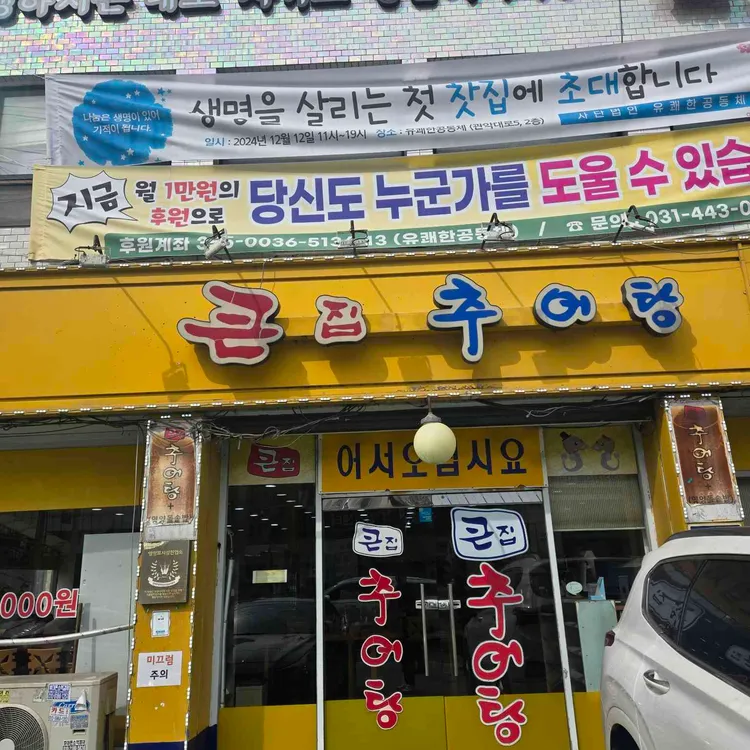 나눔은 생명이 있어
기적이 됩니다.
생명을 살리는 첫 찻집에 초대합니다
일시 : 2024년 12월 12일 11시~19시 장소 : 유쾌한공동체 2층)
사단법인 유쾌한공동체
지금 월 1만원의 후원으로 당신도 누군가를 도울 수 있습
후원계좌 (유쾌한공동 / ☎ 문의 031-443-0
큰집 추어탕
큰집
어서오십시요
추어탕
+
추어탕
+
큰집
추어탕
큰집
추어탕
000원
미끄럼
주의